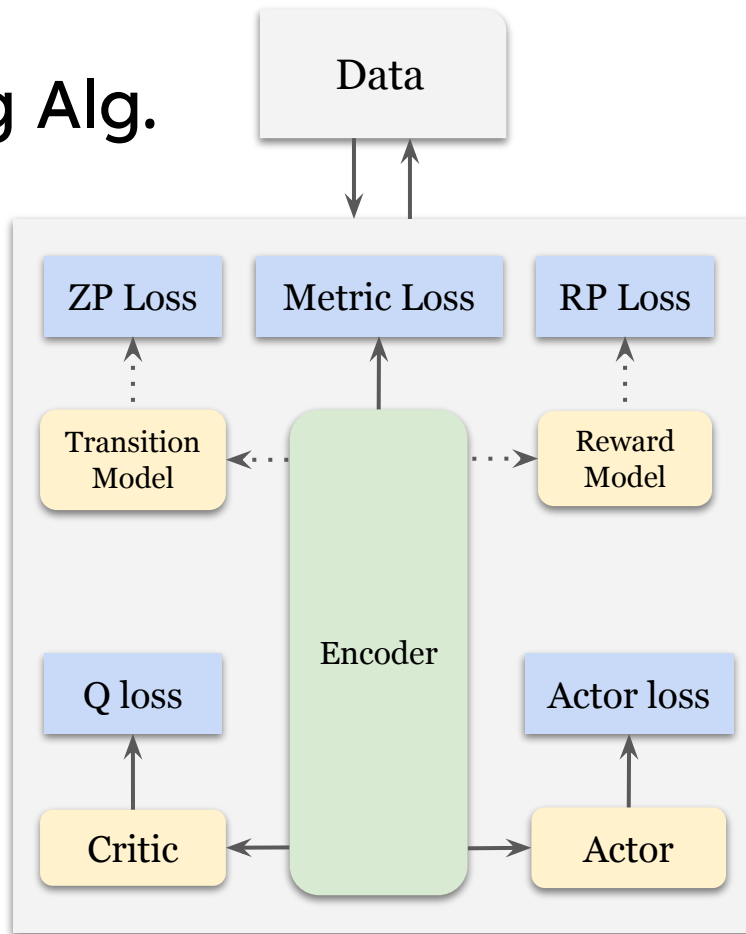 Alg.
Data
ZP Loss
Metric Loss
RP Loss
Transition
Model
Reward
Model
Encoder
Q loss
Actor loss
Critic
Actor